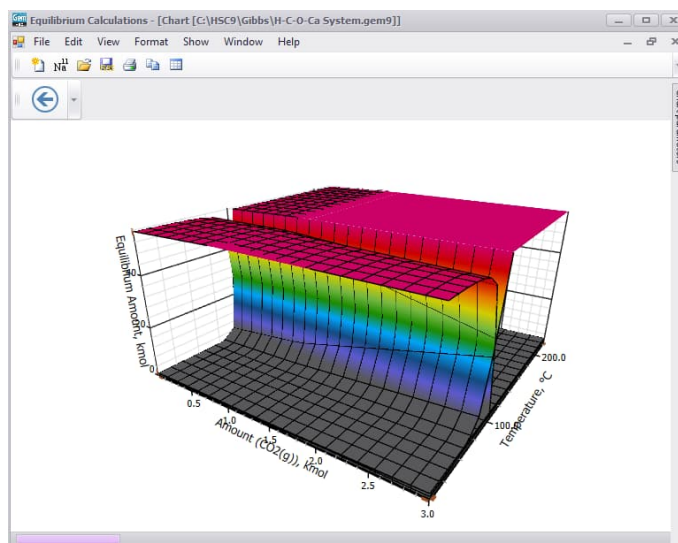 Equilibrium Calculations - [Chart [C:\HSC9\Gibbs\H-C-O-Ca System.gem9]]
File Edit View Format Show Window Help
Equilibrium Amount, kmol
0
0.5
1.0
1.5
2.0
2.5
3.0
Amount (CO2(g)), kmol
100.0
200.0
Temperature, °C